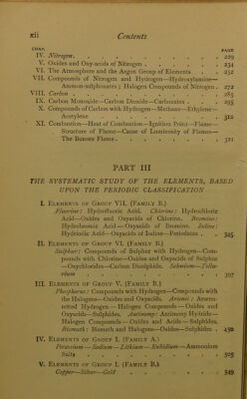 xii Contents
CHAP. PAGE
IV. Nitrogen 229
V. Oxides and Oxy-acids of Nitrogen 234
VI. The Atmosphere and the Argon Group of Elements 252
VII. Compounds of Nitrogen and Hydrogen—Hydroxylamine—
Ammon-sulphonates; Halogen Compounds of Nitrogen 272
VIII. Carbon 285
IX. Carbon Monoxide—Carbon Dioxide—Carbonates 295
X. Compounds of Carbon with Hydrogen—Methane—Ethylene—
Acetylene 312
XI. Combustion—Heat of Combustion—Ignition Point—Flame—
Structure of Flame—Cause of Luminosity of Flames—
The Bunsen Flame 321
PART III
THE SYSTEMATIC STUDY OF THE ELEMENTS, BASED
UPON THE PERIODIC CLASSIFICATION
I. Elements of Group VII. (Family B.)
Fluorine: Hydrofluoric Acid. Chlorine: Hydrochloric
Acid—Oxides and Oxyacids of Chlorine. Bromine:
Hydrobromic Acid—Oxyacids of Bromine. Iodine:
Hydriodic Acid—Oxyacids of Iodine—Periodates 345
II. Elements of Group VI. (Family B.)
Sulphur: Compounds of Sulphur with Hydrogen—Com-
pounds with Chlorine—Oxides and Oxyacids of Sulphur
—Oxychlorides—Carbon Disulphide. Selenium—Tellu-
rium 397
III. Elements of Group V. (Family B.)
Phosphorus: Compounds with Hydrogen—Compounds with
the Halogens—Oxides and Oxyacids. Arsenic: Arsenu-
retted Hydrogen—Halogen Compounds—Oxides and
Oxyacids—Sulphides. Antimony: Antimony Hydride—
Halogen Compounds—Oxides and Acids—Sulphides.
Bismuth: Bismuth and Halogens—Oxides—Sulphides 450
IV. Elements of Group I. (Family A.)
Potassium—Sodium—Lithium—Rubidium—Ammonium
Salts 505
V. Elements of Group I. (Family B.)
Copper—Silver—Gold 549